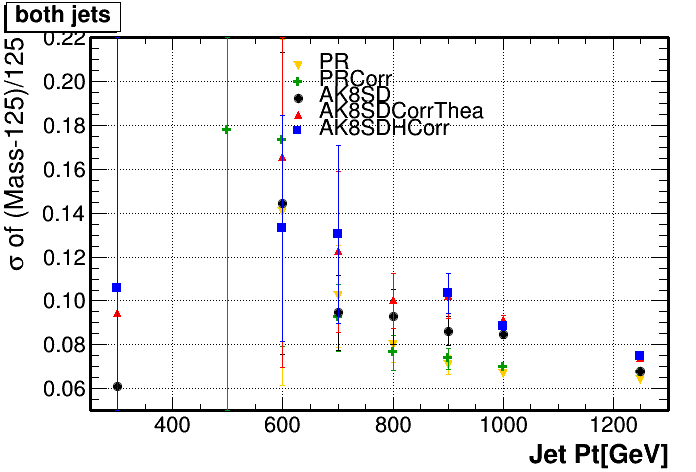 both jets
σ of (Mass-125)/125
0.22
0.20
0.18
0.16
0.14
0.12
0.10
0.08
0.06
PR
PRCorr
AK8SD
AK8SDCorrThea
AK8SDHCorr
400 600 800 1000 1200
Jet Pt[GeV]